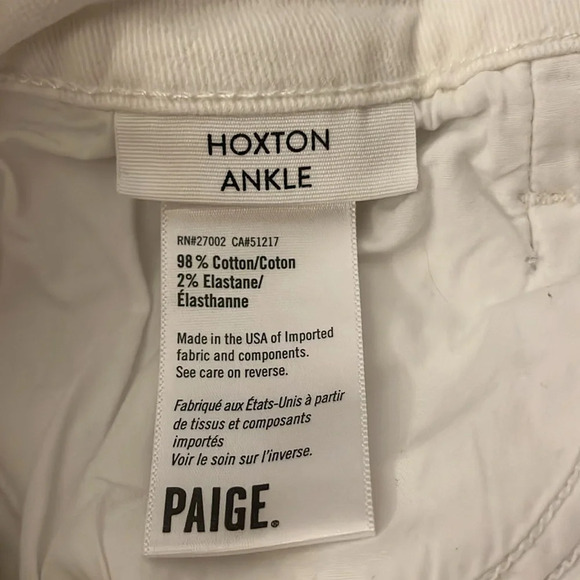 HOXTON
ANKLE
RN#27002 CA#51217
98 % Cotton/Coton
2% Elastane/
Élasthanne
Made in the USA of Imported
fabric and components.
See care on reverse.
Fabriqué aux États-Unis à partir
de tissus et composants
importés
Voir le soin sur l'inverse.
PAIGE.